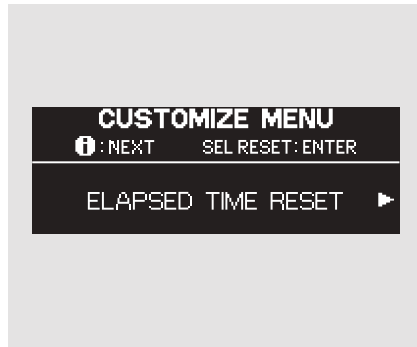 CUSTOMIZE MENU
i:NEXT SEL RESET:ENTER
ELAPSED TIME RESET